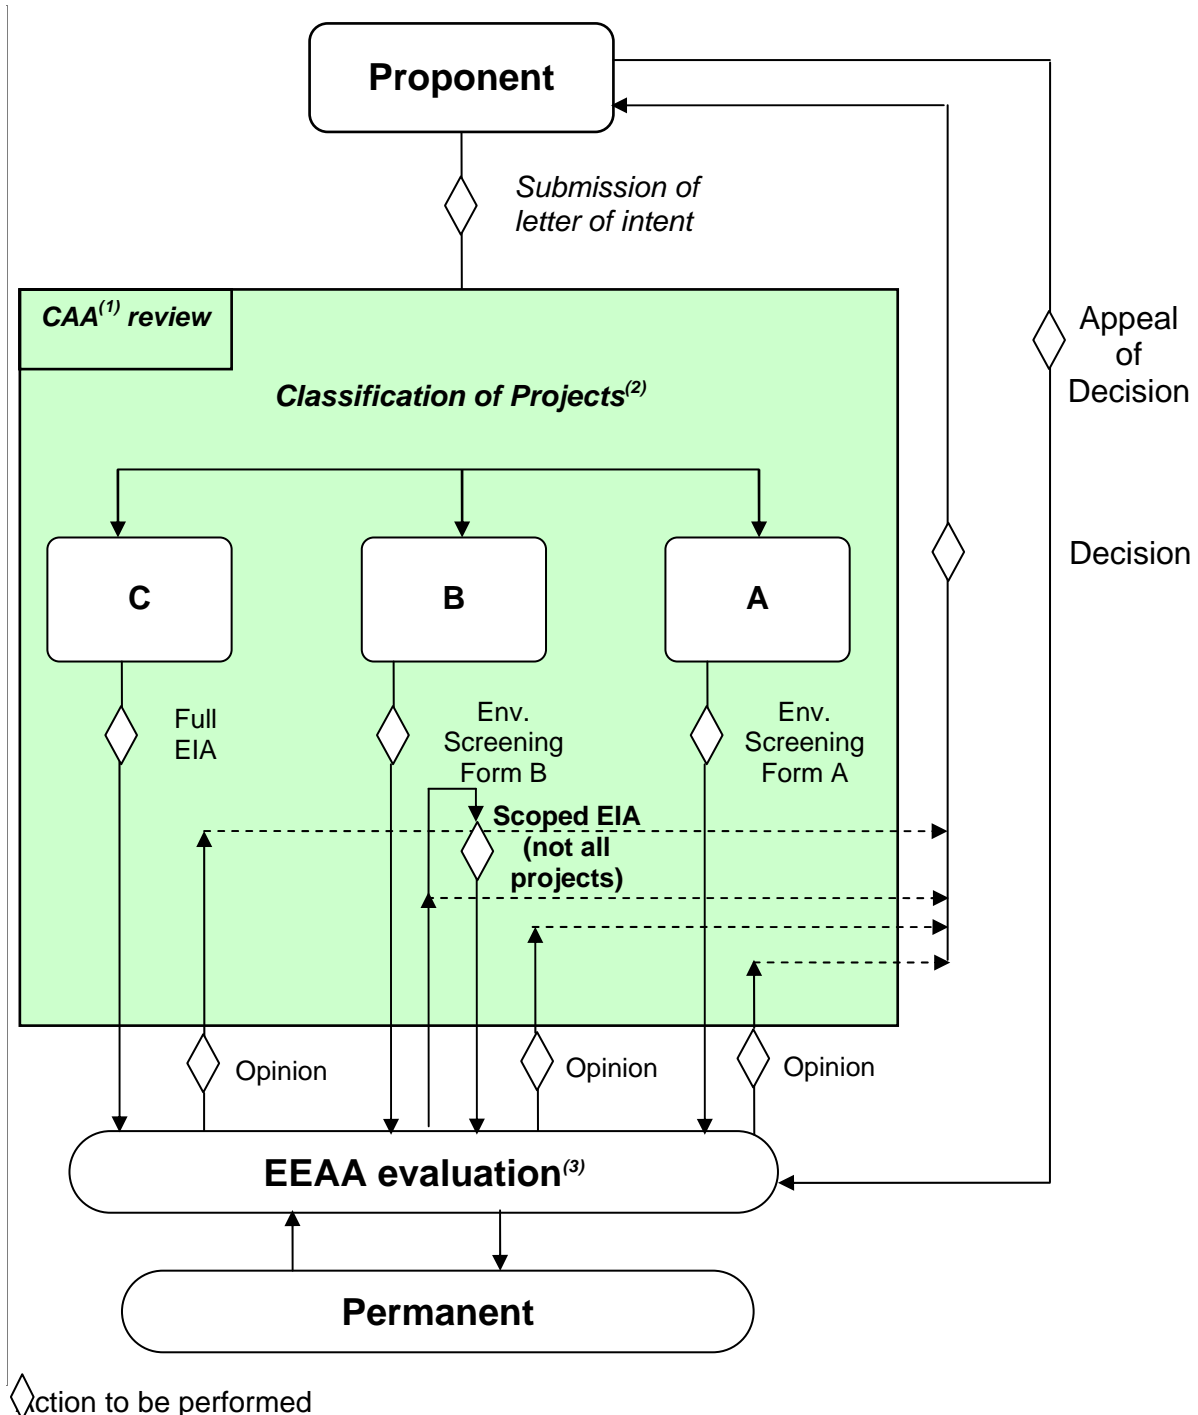 Proponent
Submission of
letter of intent
CAA(1) review
Classification of Projects(2)
Appeal
of
Decision
C
B
A
Decision
Full
EIA
Env.
Screening
Form B
Env.
Screening
Form A
Scoped EIA
(not all
projects)
Opinion
Opinion
Opinion
EEAA evaluation(3)
Permanent
ction to be performed